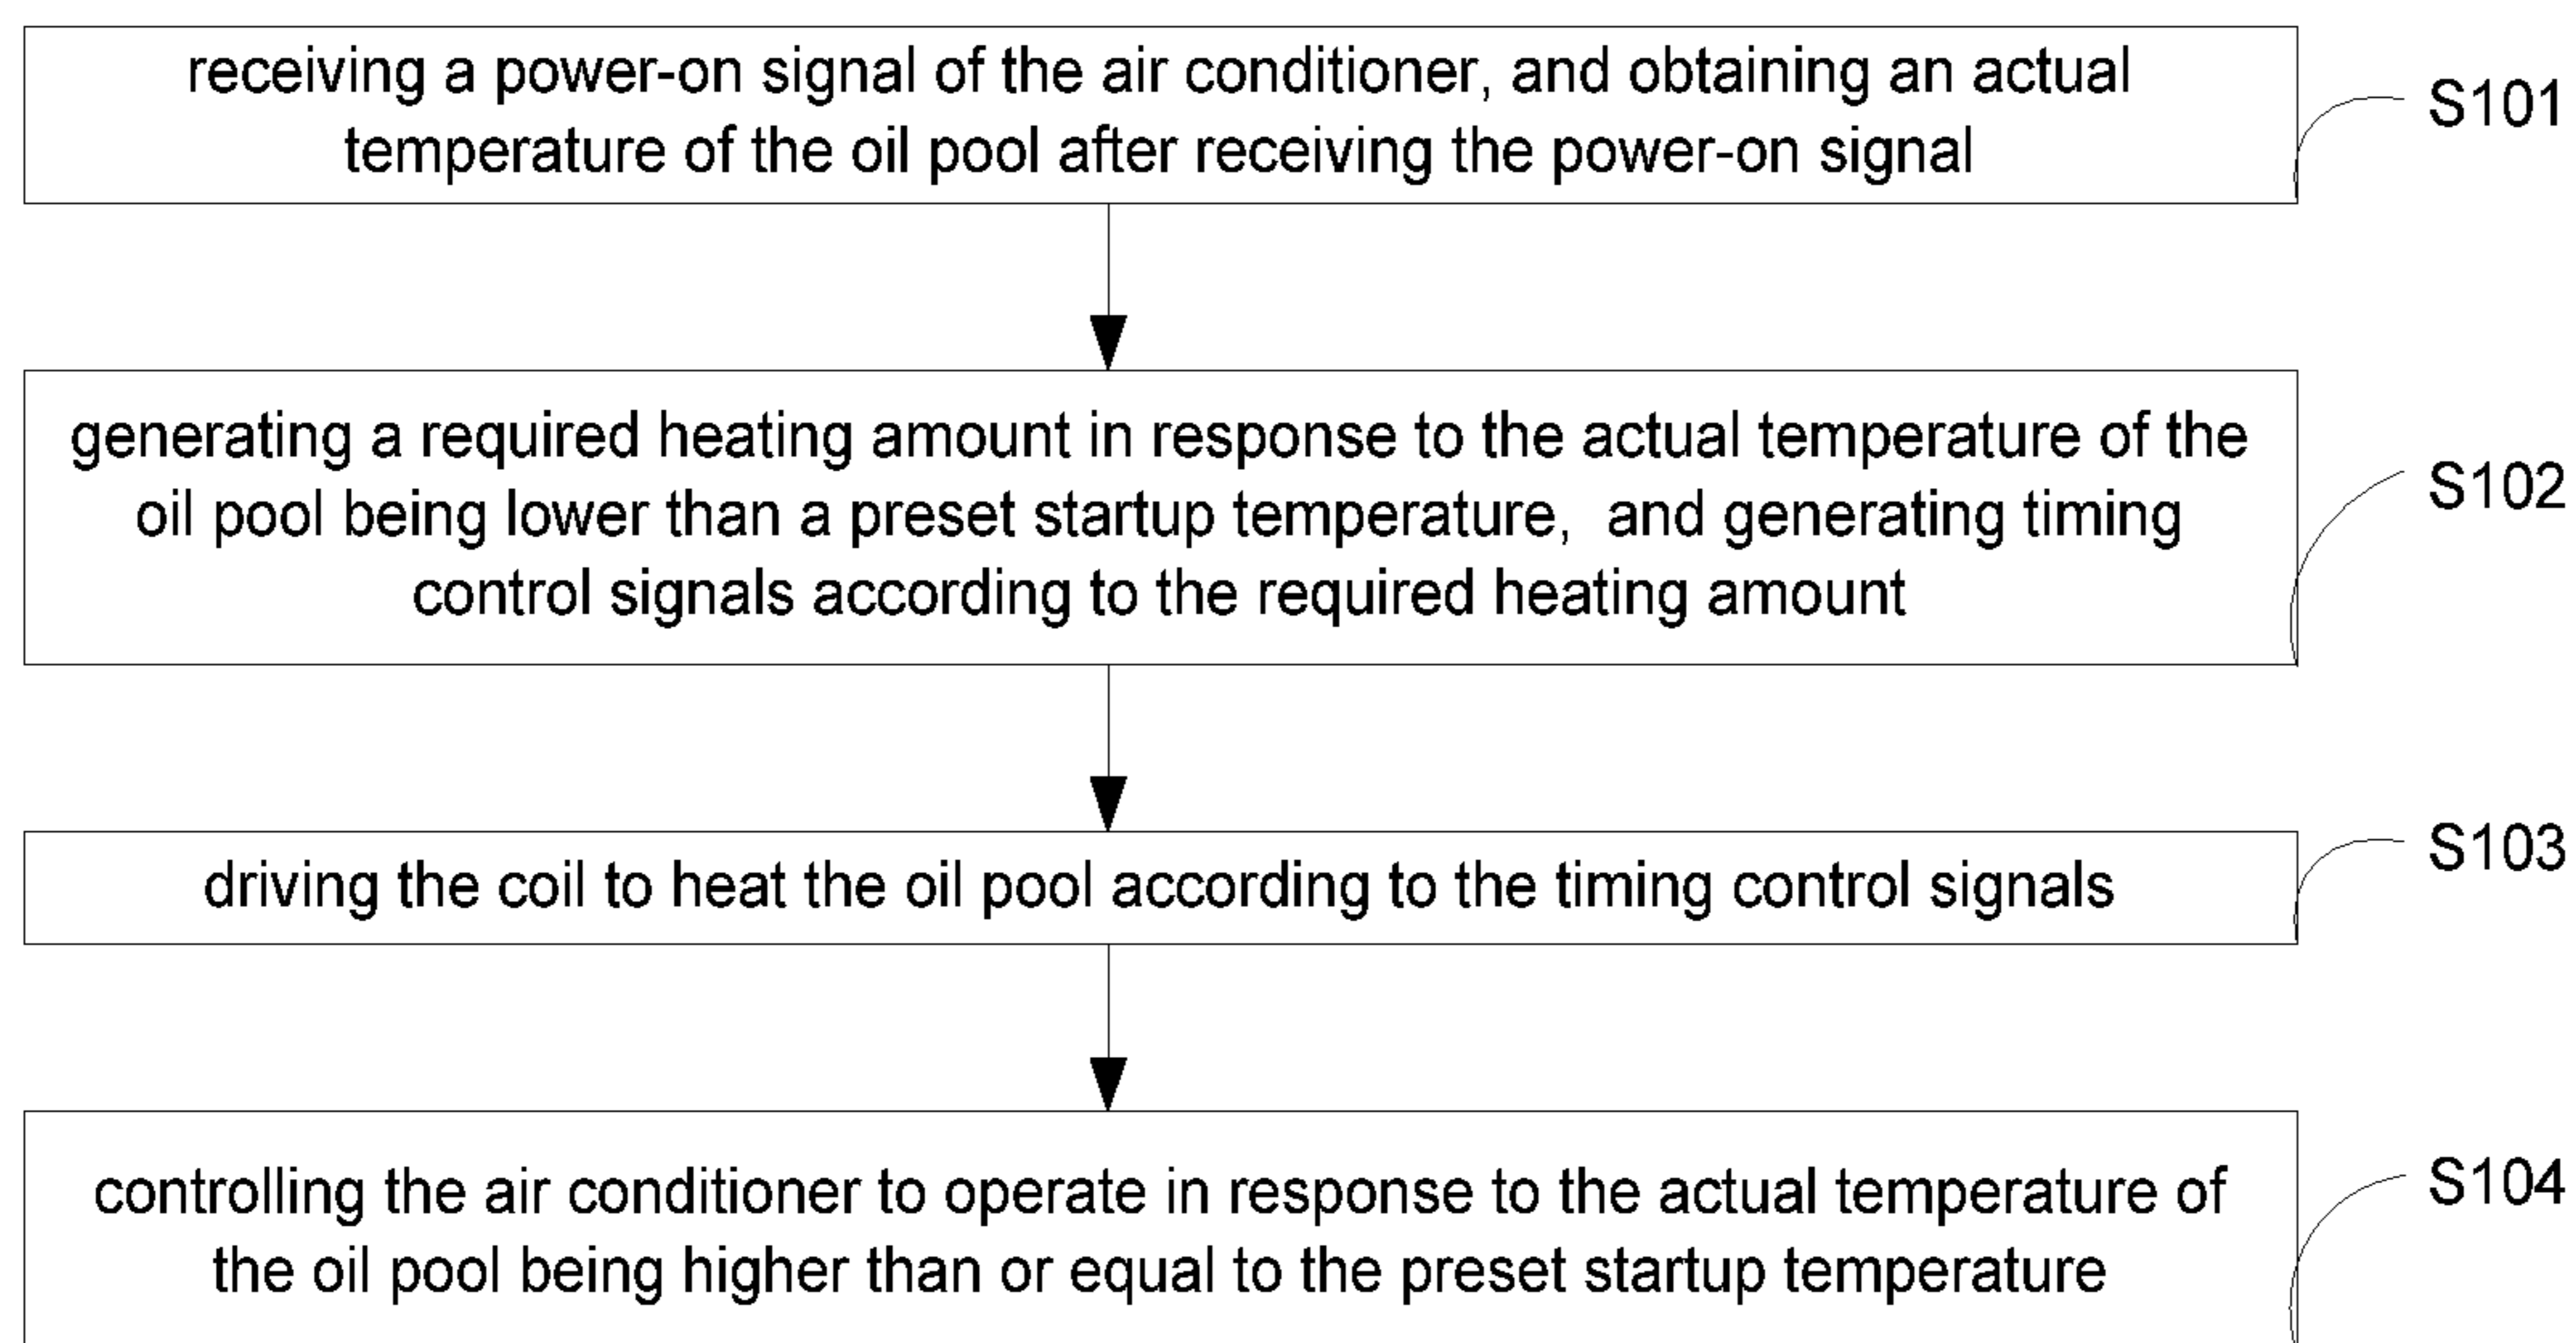 receiving a power-on signal of the air conditioner, and obtaining an actual
temperature of the oil pool after receiving the power-on signal
S101
generating a required heating amount in response to the actual temperature of the
oil pool being lower than a preset startup temperature, and generating timing
control signals according to the required heating amount
S102
driving the coil to heat the oil pool according to the timing control signals
S103
controlling the air conditioner to operate in response to the actual temperature of
the oil pool being higher than or equal to the preset startup temperature
S104